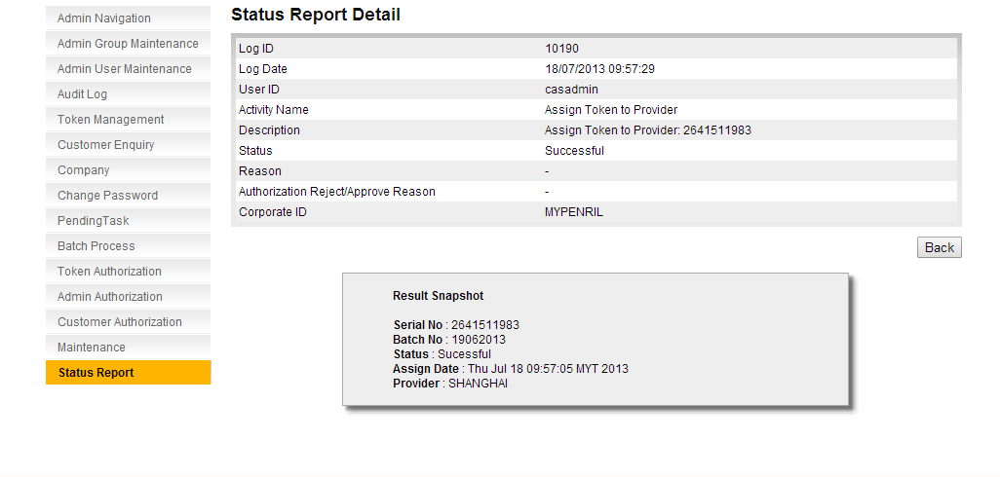 Admin Navigation
Admin Group Maintenance
Admin User Maintenance
Audit Log
Token Management
Customer Enquiry
Company
Change Password
PendingTask
Batch Process
Token Authorization
Admin Authorization
Customer Authorization
Maintenance
Status Report
Status Report Detail
Log ID 10190
Log Date 18/07/2013 09:57:29
User ID casadmin
Activity Name Assign Token to Provider
Description Assign Token to Provider: 2641511983
Status Successful
Reason -
Authorization Reject/Approve Reason -
Corporate ID MYPENRIL
Back
Result Snapshot
Serial No : 2641511983
Batch No : 19062013
Status : Sucessful
Assign Date : Thu Jul 18 09:57:05 MYT 2013
Provider : SHANGHAI